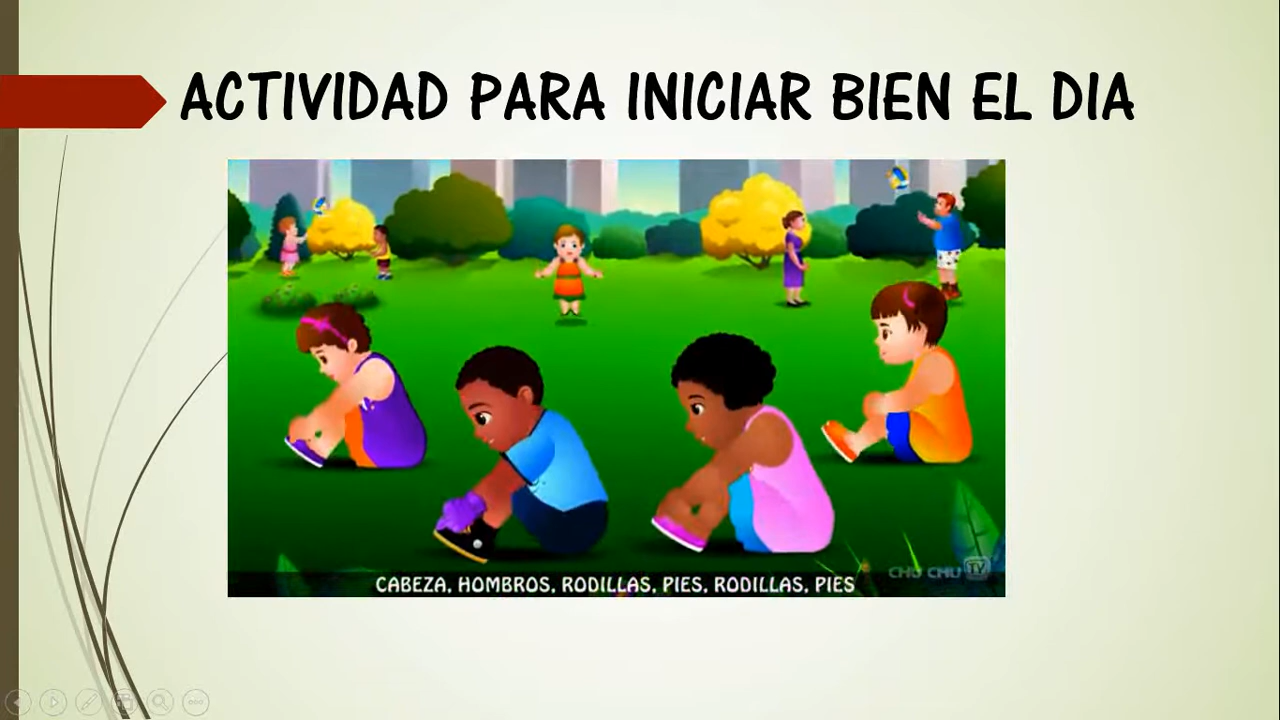 ACTIVIDAD PARA INICIAR BIEN EL DIA
CHU CHU TV
CABEZA, HOMBROS, RODILLAS, PIES, RODILLAS, PIES